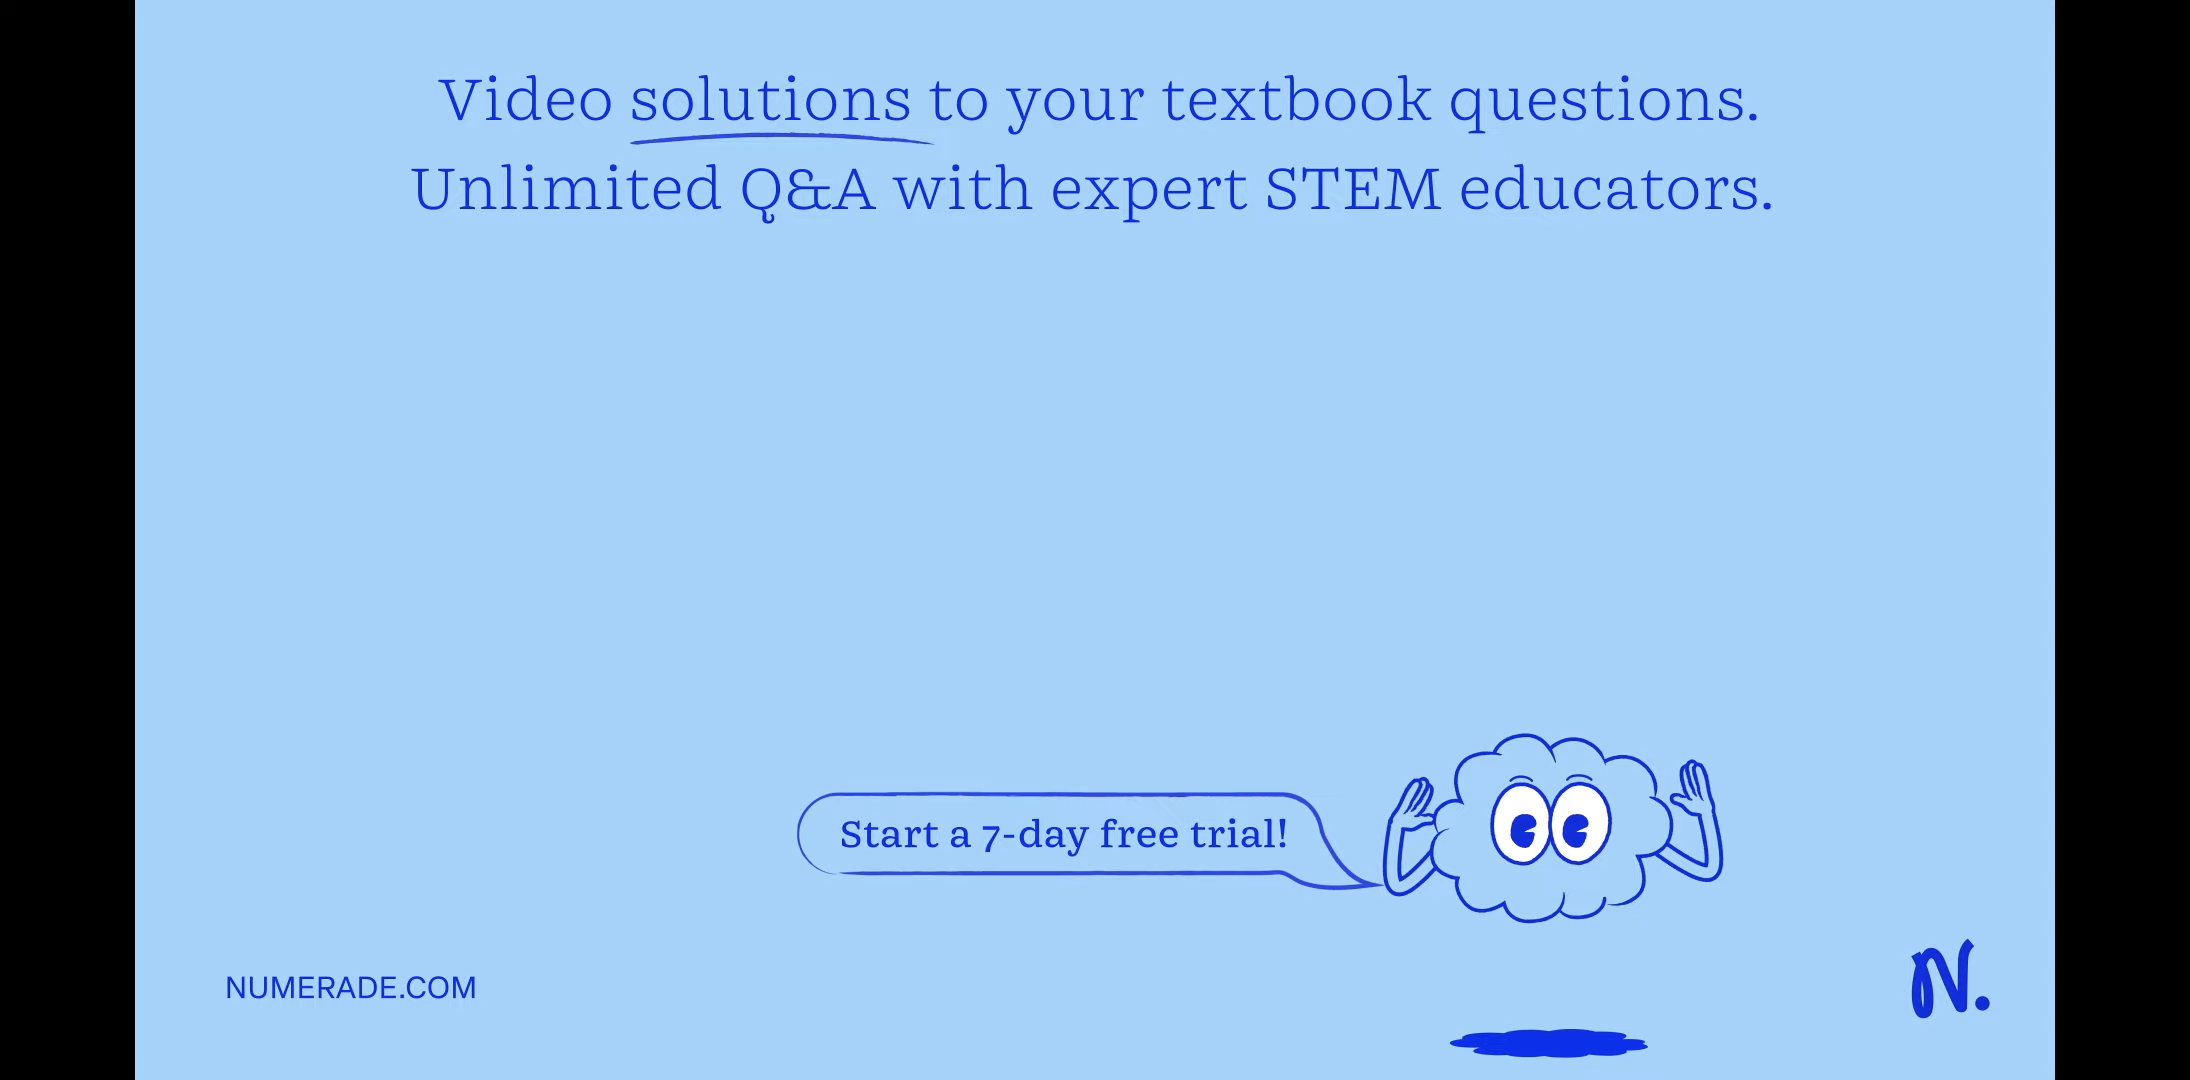 Video solutions to your textbook questions.
Unlimited Q&A with expert STEM educators.
Start a 7-day free trial!
NUMERADE.COM
N.